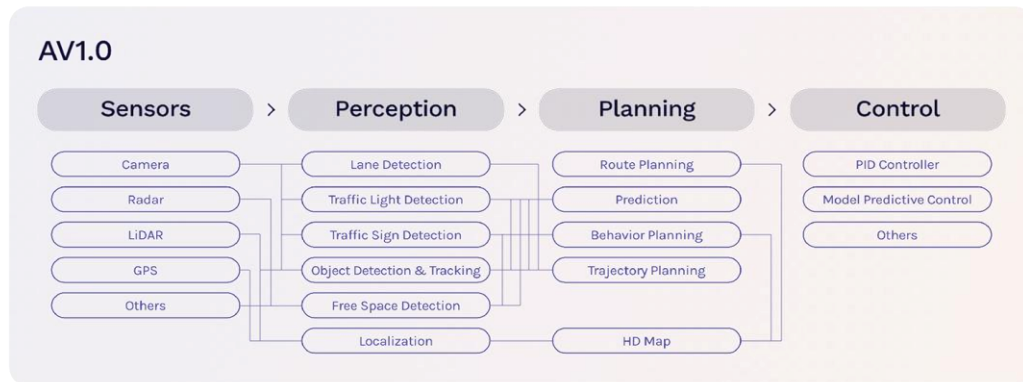 AV1.0
Sensors > Perception > Planning > Control
Camera
Radar
LiDAR
GPS
Others
Lane Detection
Traffic Light Detection
Traffic Sign Detection
Object Detection & Tracking
Free Space Detection
Localization
Route Planning
Prediction
Behavior Planning
Trajectory Planning
HD Map
PID Controller
Model Predictive Control
Others